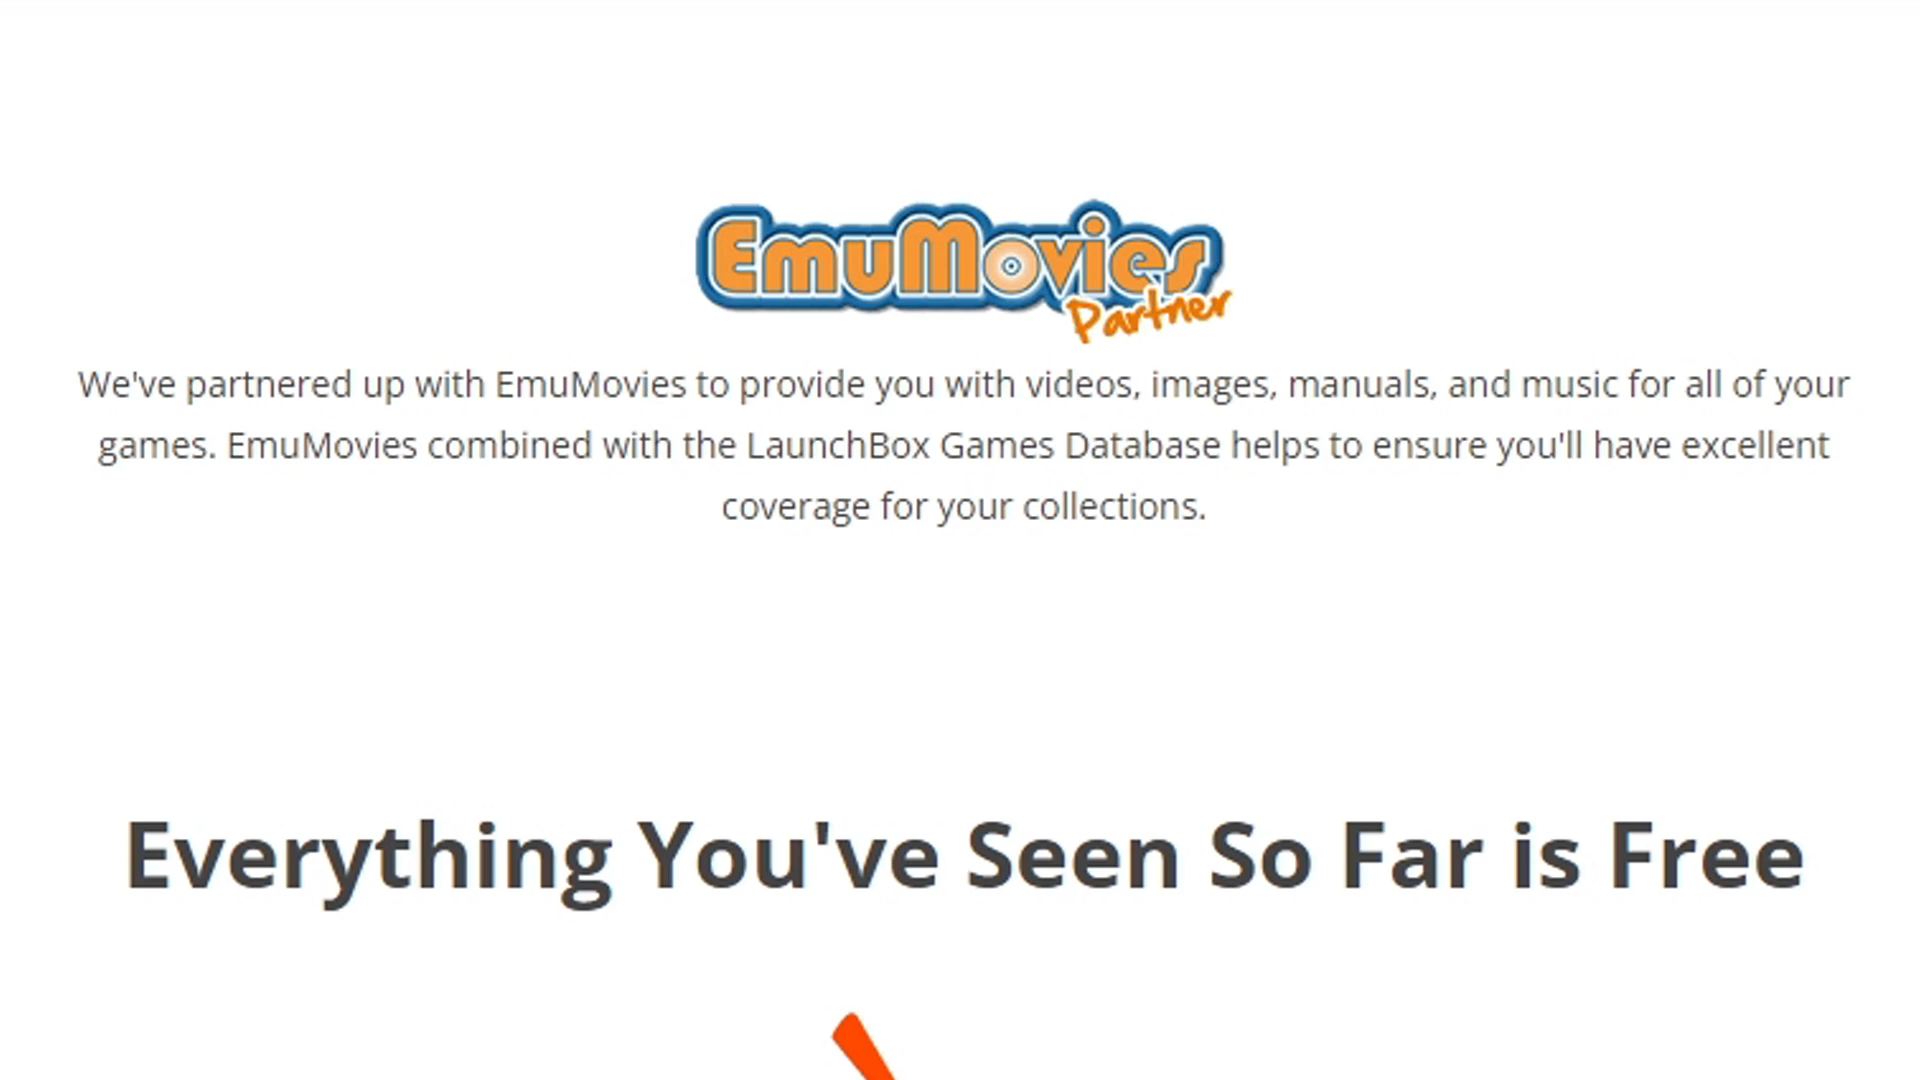 EmuMovies
Partner
We've partnered up with EmuMovies to provide you with videos, images, manuals, and music for all of your
games. EmuMovies combined with the LaunchBox Games Database helps to ensure you'll have excellent
coverage for your collections.
Everything You've Seen So Far is Free